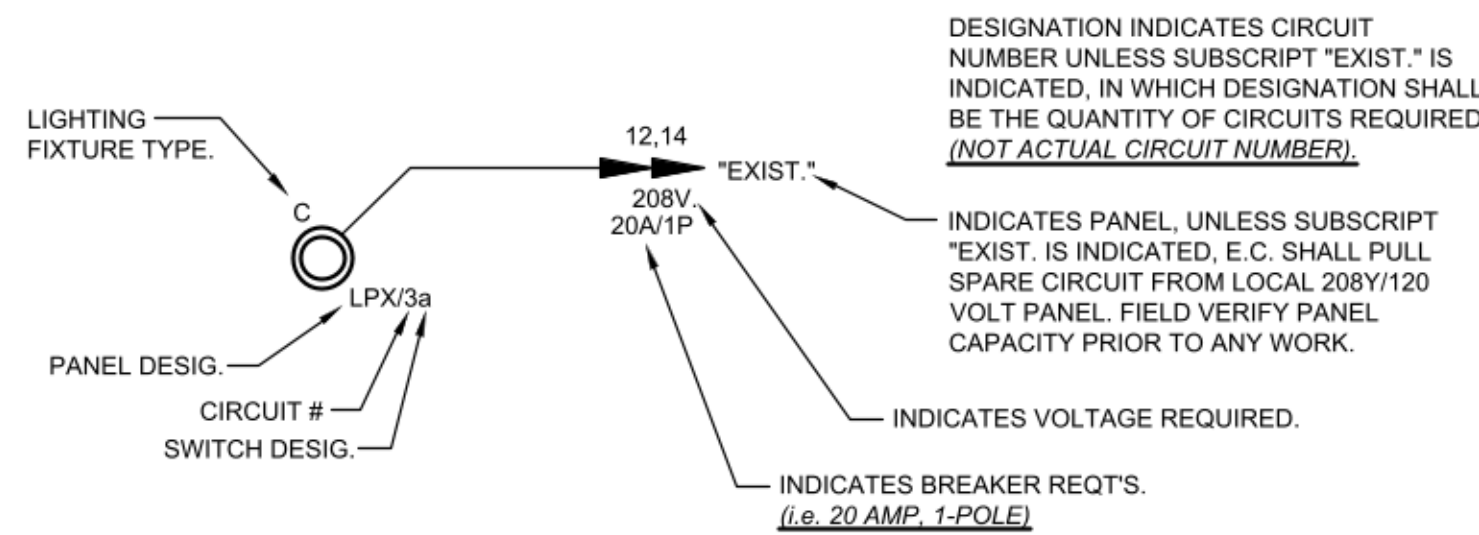 DESIGNATION INDICATES CIRCUIT
NUMBER UNLESS SUBSCRIPT "EXIST." IS
INDICATED, IN WHICH DESIGNATION SHALL
BE THE QUANTITY OF CIRCUITS REQUIRED
(NOT ACTUAL CIRCUIT NUMBER).
LIGHTING
FIXTURE TYPE.
12,14
"EXIST."
208V.
20A/1P
C
LPX/3a
INDICATES PANEL, UNLESS SUBSCRIPT
"EXIST. IS INDICATED, E.C. SHALL PULL
SPARE CIRCUIT FROM LOCAL 208Y/120
VOLT PANEL. FIELD VERIFY PANEL
CAPACITY PRIOR TO ANY WORK.
PANEL DESIG.
CIRCUIT #
SWITCH DESIG.
INDICATES VOLTAGE REQUIRED.
INDICATES BREAKER REQT'S.
(i.e. 20 AMP, 1-POLE)